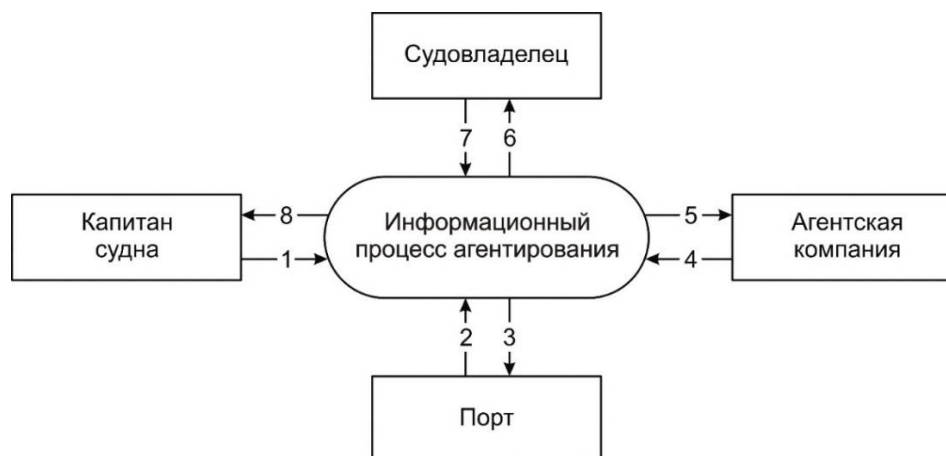 Судовладелец
7
6
Капитан
судна
8
1
Информационный
процесс агентирования
5
4
Агентская
компания
2
3
Порт